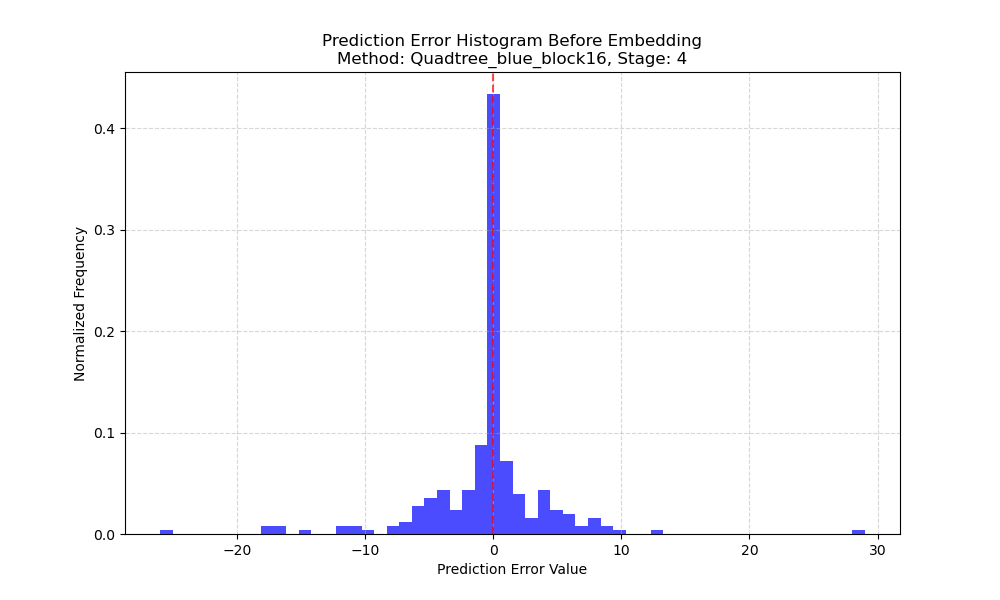 Prediction Error Histogram Before Embedding
Method: Quadtree_blue_block16, Stage: 4
Normalized Frequency
0.4
0.3
0.2
0.1
0.0
−20
−10
0
10
20
30
Prediction Error Value